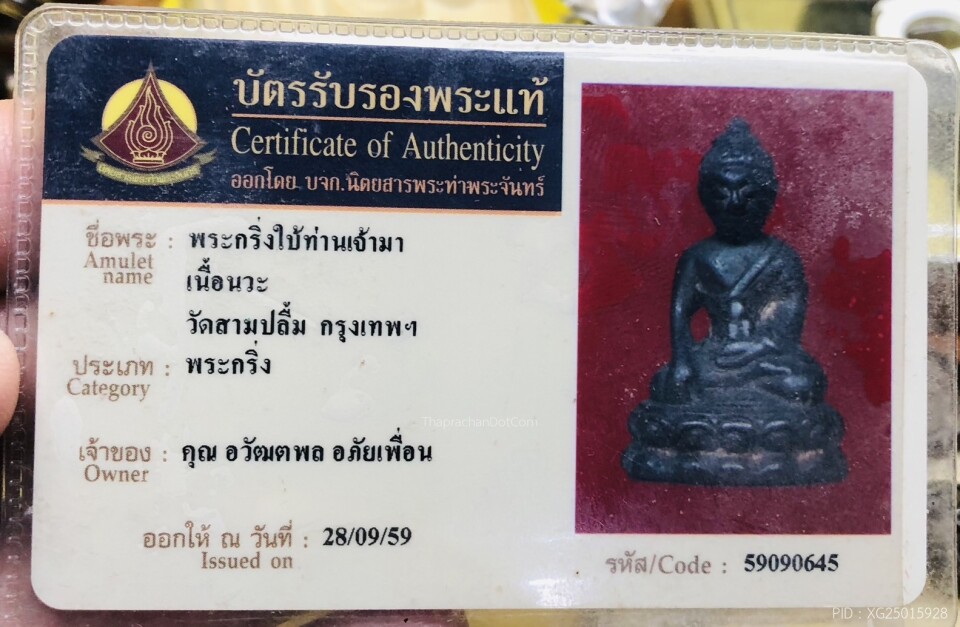 บัตรรับรองพระแท้
Certificate of Authenticity
ออกโดย บจก.นิตยสารพระท่าพระจันทร์
ชื่อพระ : พระกริ่งใบ้ท่านเจ้ามา
Amulet name
เนื้อนวะ
วัดสามปลื้ม กรุงเทพฯ
ประเภท : พระกริ่ง
Category
ThaprachanDotCom
เจ้าของ : คุณ อวัฒตพล อภัยเพื่อน
Owner
ออกให้ ณ วันที่ : 28/09/59
Issued on
รหัส/Code : 59090645
PID : XG25015928